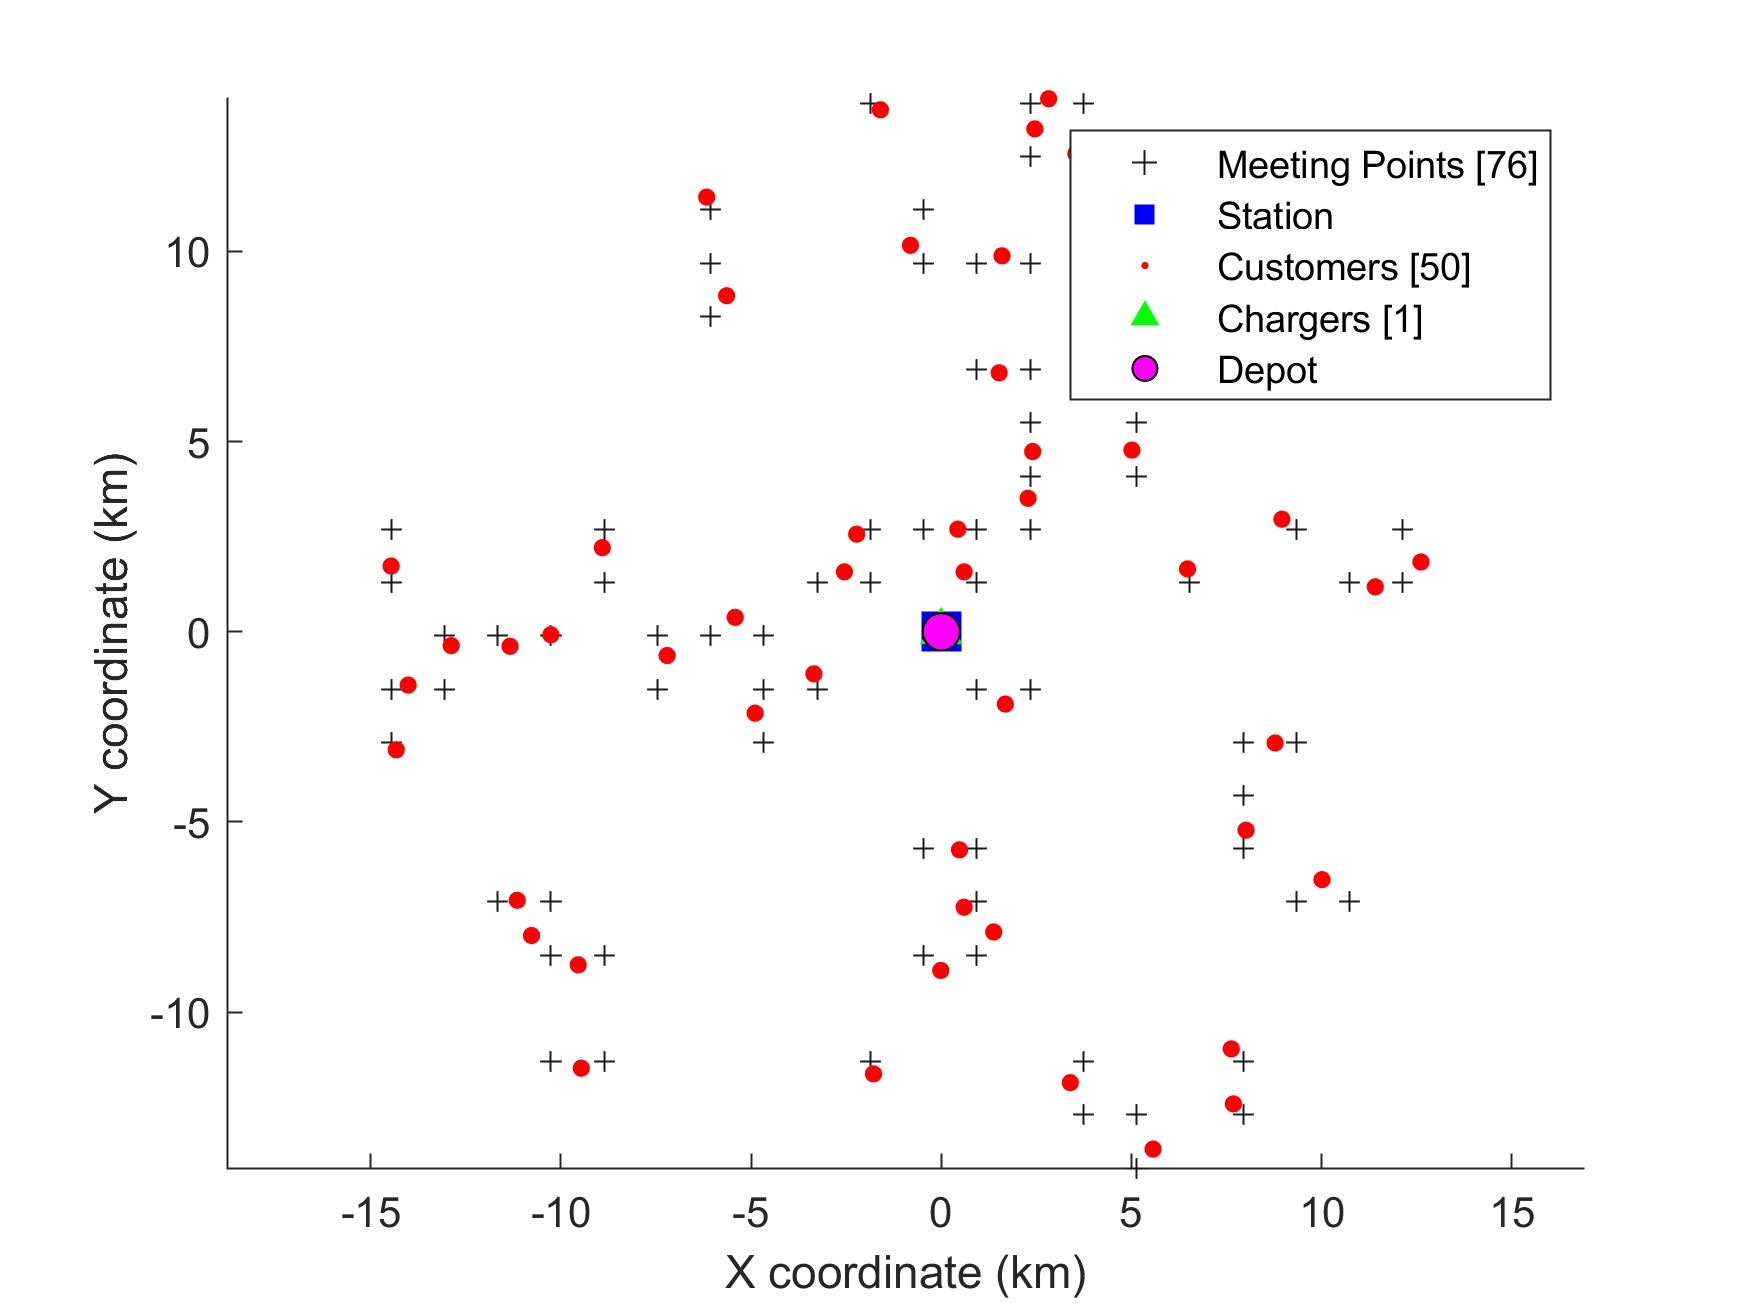 Meeting Points [76]
Station
Customers [50]
Chargers [1]
Depot
10
5
0
-5
-10
Y coordinate (km)
-15 -10 -5 0 5 10 15
X coordinate (km)